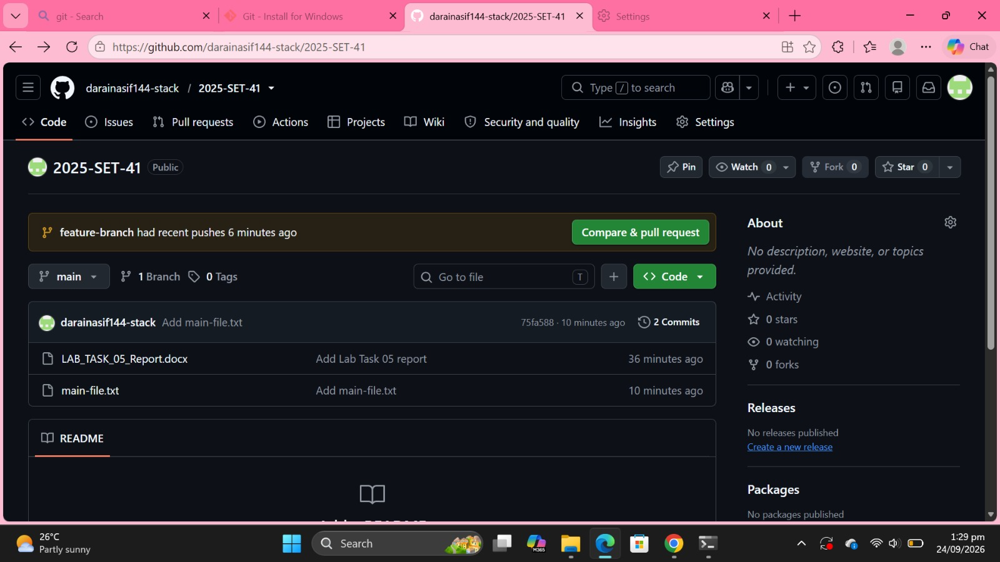 git - Search
Git - Install for Windows
darainasif144-stack/2025-SET-41
Settings
https://github.com/darainasif144-stack/2025-SET-41
Chat
darainasif144-stack / 2025-SET-41
Type / to search
Code
Issues
Pull requests
Actions
Projects
Wiki
Security and quality
Insights
Settings
2025-SET-41
Public
Pin
Watch 0
Fork 0
Star 0
feature-branch had recent pushes 6 minutes ago
Compare & pull request
About
No description, website, or topics
provided.
main
1 Branch
0 Tags
Go to file
T
Code
darainasif144-stack Add main-file.txt
75fa588 · 10 minutes ago
2 Commits
LAB_TASK_05_Report.docx
Add Lab Task 05 report
36 minutes ago
main-file.txt
Add main-file.txt
10 minutes ago
README
Activity
0 stars
0 watching
0 forks
Releases
No releases published
Create a new release
Packages
No packages published
26°C
Partly sunny
Search
M365
1:29 pm
24/09/2026